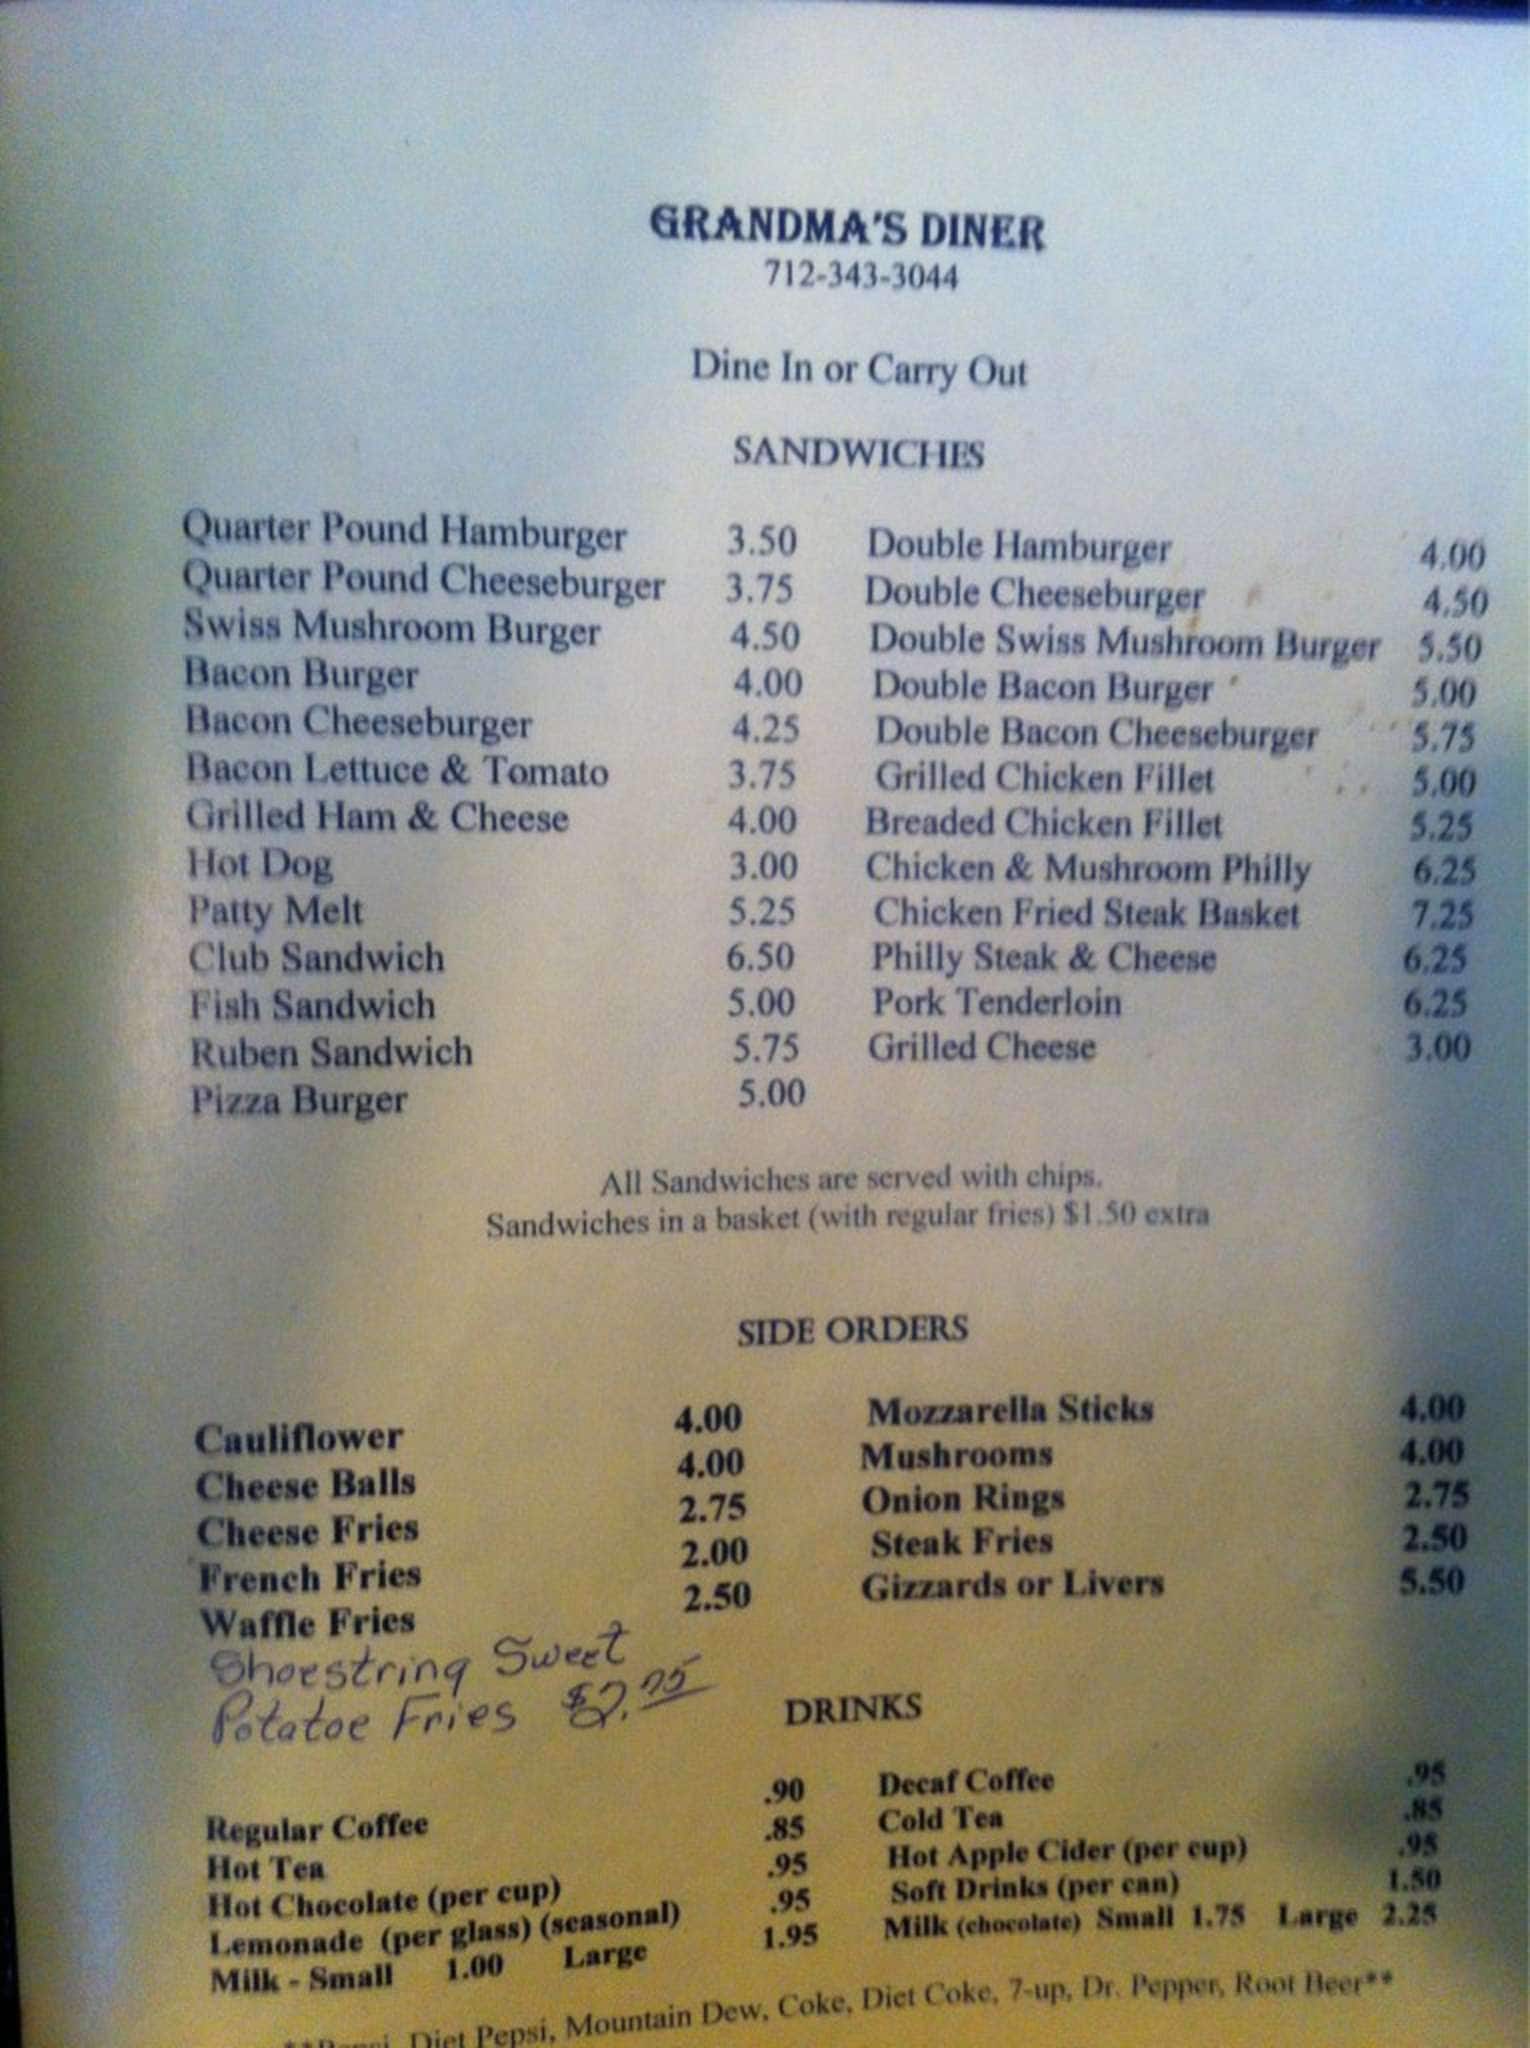 GRANDMA'S DINER
712-343-3044
Dine In or Carry Out
SANDWICHES
Quarter Pound Hamburger 3.50 Double Hamburger 4.00
Quarter Pound Cheeseburger 3.75 Double Cheeseburger 4.50
Swiss Mushroom Burger 4.50 Double Swiss Mushroom Burger 5.50
Bacon Burger 4.00 Double Bacon Burger 5.00
Bacon Cheeseburger 4.25 Double Bacon Cheeseburger 5.75
Bacon Lettuce & Tomato 3.75 Grilled Chicken Fillet 5.00
Grilled Ham & Cheese 4.00 Breaded Chicken Fillet 5.25
Hot Dog 3.00 Chicken & Mushroom Philly 6.25
Patty Melt 5.25 Chicken Fried Steak Basket 7.25
Club Sandwich 6.50 Philly Steak & Cheese 6.25
Fish Sandwich 5.00 Pork Tenderloin 6.25
Ruben Sandwich 5.75 Grilled Cheese 3.00
Pizza Burger 5.00
All Sandwiches are served with chips.
Sandwiches in a basket (with regular fries) $1.50 extra
SIDE ORDERS
Cauliflower 4.00 Mozzarella Sticks 4.00
Cheese Balls 4.00 Mushrooms 4.00
Cheese Fries 2.75 Onion Rings 2.75
French Fries 2.00 Steak Fries 2.50
Waffle Fries 2.50 Gizzards or Livers 5.50
Shoestring Sweet
Potatoe Fries $2.75
DRINKS
Regular Coffee .90 Decaf Coffee .95
Hot Tea .85 Cold Tea .85
Hot Chocolate (per cup) .95 Hot Apple Cider (per cup) .95
Lemonade (per glass) (seasonal) .95 Soft Drinks (per can) 1.50
Milk - Small 1.00 Large 1.95 Milk (chocolate) Small 1.75 Large 2.25
**Pepsi, Diet Pepsi, Mountain Dew, Coke, Diet Coke, 7-up, Dr. Pepper, Root Beer**